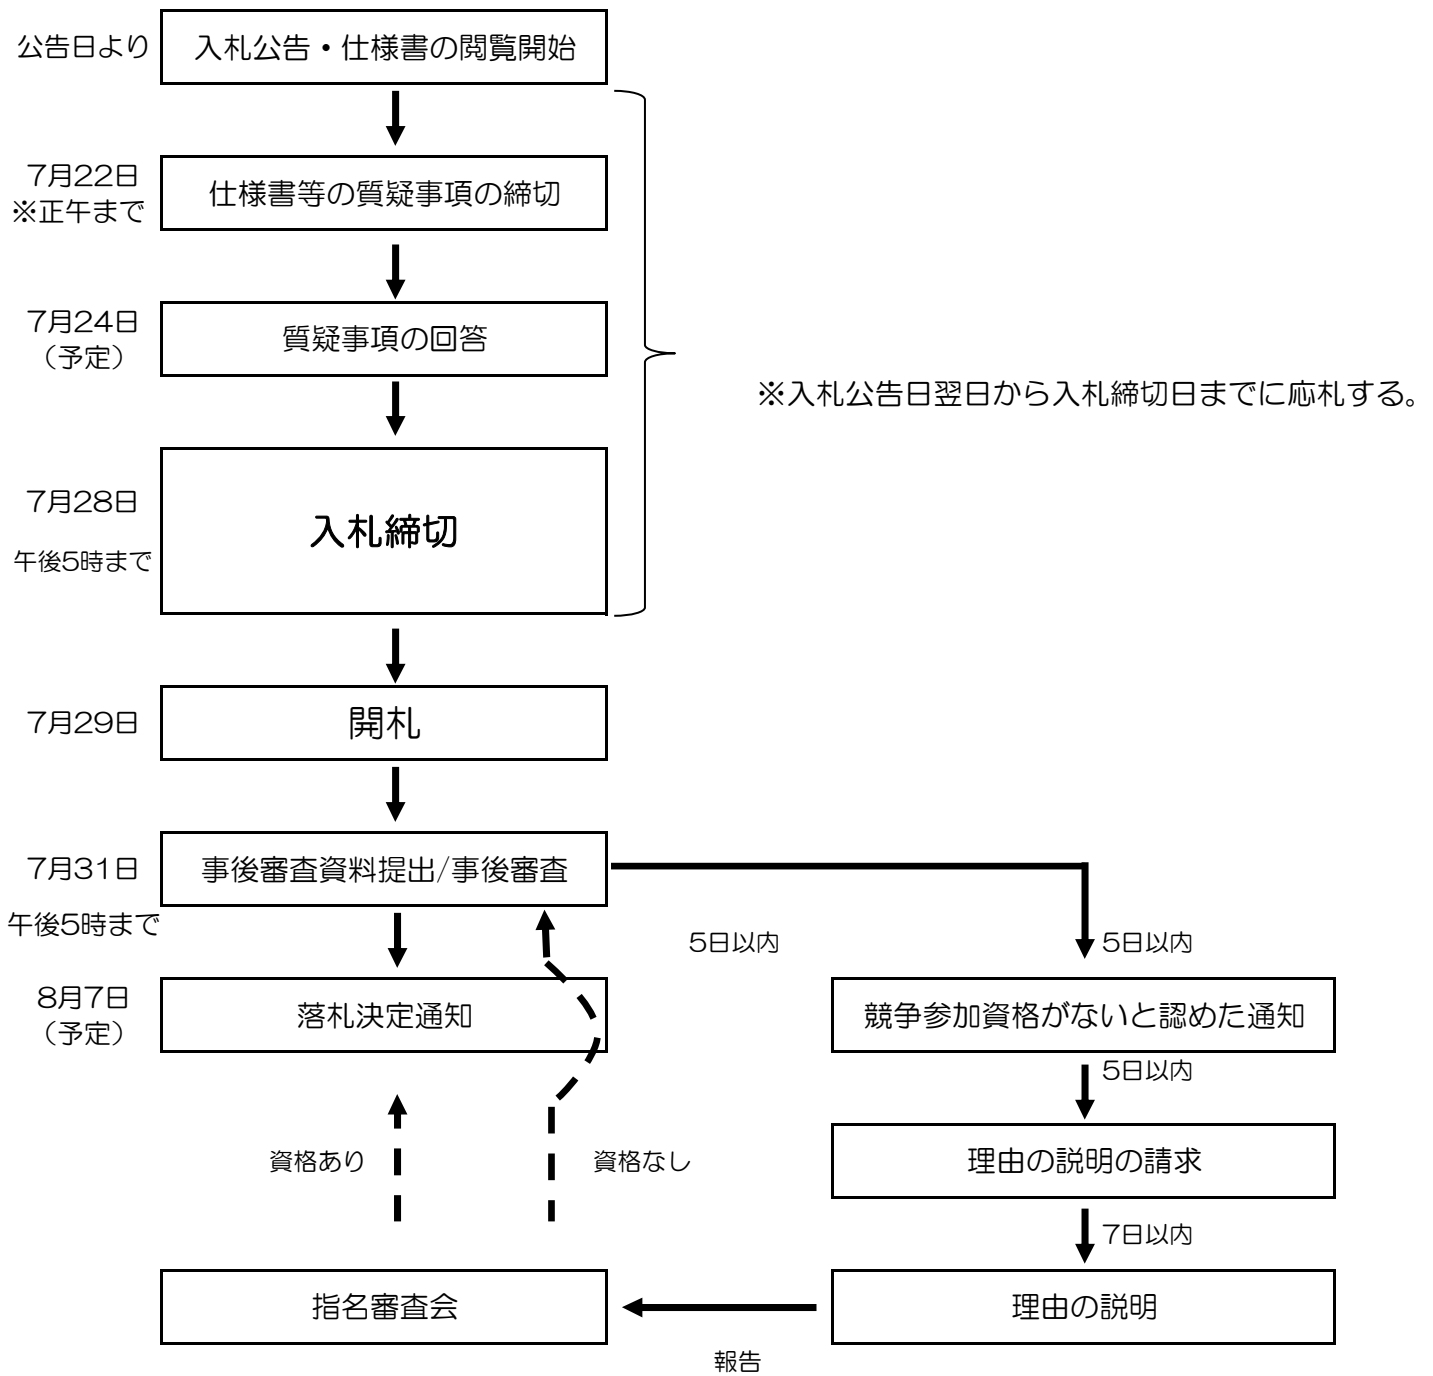 公告日より
入札公告・仕様書の閲覧開始
7月22日
※正午まで
仕様書等の質疑事項の締切
7月24日
（予定）
質疑事項の回答
※入札公告日翌日から入札締切日までに応札する。
7月28日
午後5時まで
入札締切
7月29日
開札
7月31日
午後5時まで
事後審査資料提出/事後審査
5日以内
5日以内
8月7日
（予定）
落札決定通知
競争参加資格がないと認めた通知
5日以内
資格あり
資格なし
理由の説明の請求
7日以内
指名審査会
理由の説明
報告